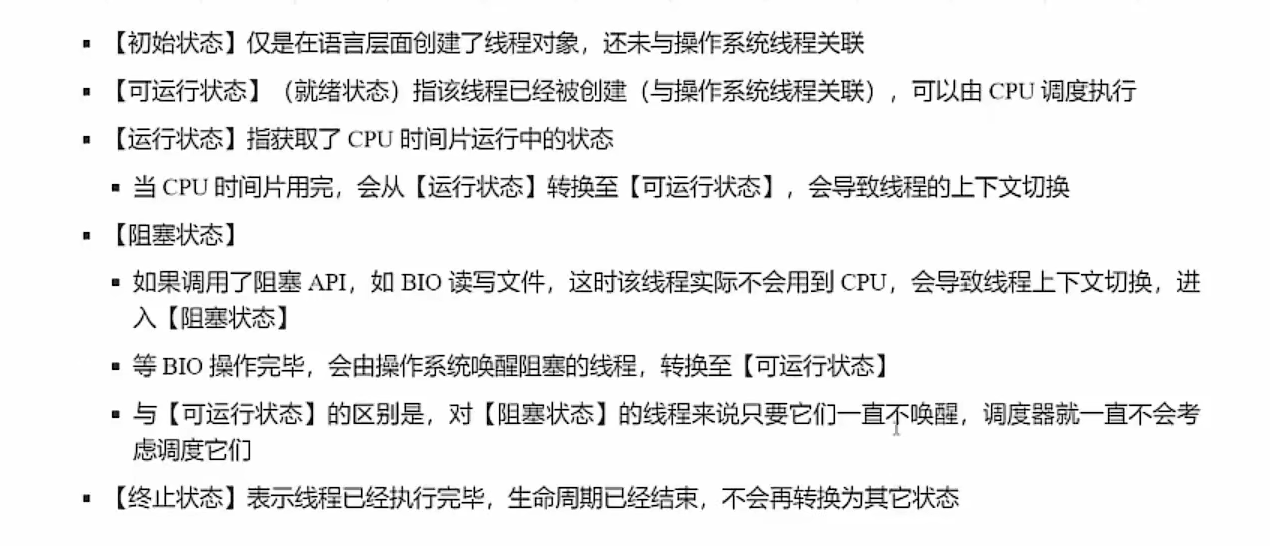 ▪ 【初始状态】仅是在语言层面创建了线程对象，还未与操作系统线程关联
▪ 【可运行状态】（就绪状态）指该线程已经被创建（与操作系统线程关联），可以由 CPU 调度执行
▪ 【运行状态】指获取了 CPU 时间片运行中的状态
▪ 当 CPU 时间片用完，会从【运行状态】转换至【可运行状态】，会导致线程的上下文切换
▪ 【阻塞状态】
▪ 如果调用了阻塞 API，如 BIO 读写文件，这时该线程实际不会用到 CPU，会导致线程上下文切换，进
入【阻塞状态】
▪ 等 BIO 操作完毕，会由操作系统唤醒阻塞的线程，转换至【可运行状态】
▪ 与【可运行状态】的区别是，对【阻塞状态】的线程来说只要它们一直不唤醒，调度器就一直不会考
虑调度它们
▪ 【终止状态】表示线程已经执行完毕，生命周期已经结束，不会再转换为其它状态